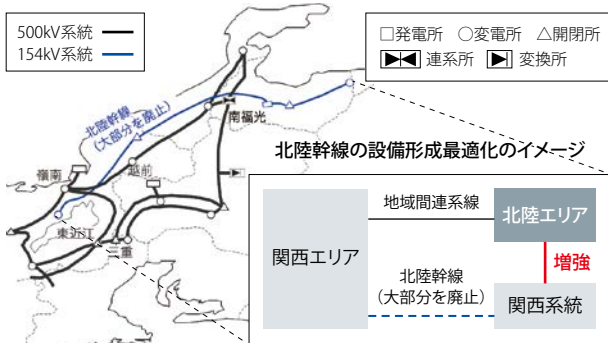 500kV系統
154kV系統
□発電所 ○変電所 △開閉所
連系所 変換所
北陸幹線
(大部分を廃止)
南福光
嶺南
越前
東近江
三重
北陸幹線の設備形成最適化のイメージ
関西エリア
地域間連系線
北陸エリア
増強
北陸幹線
(大部分を廃止)
関西系統